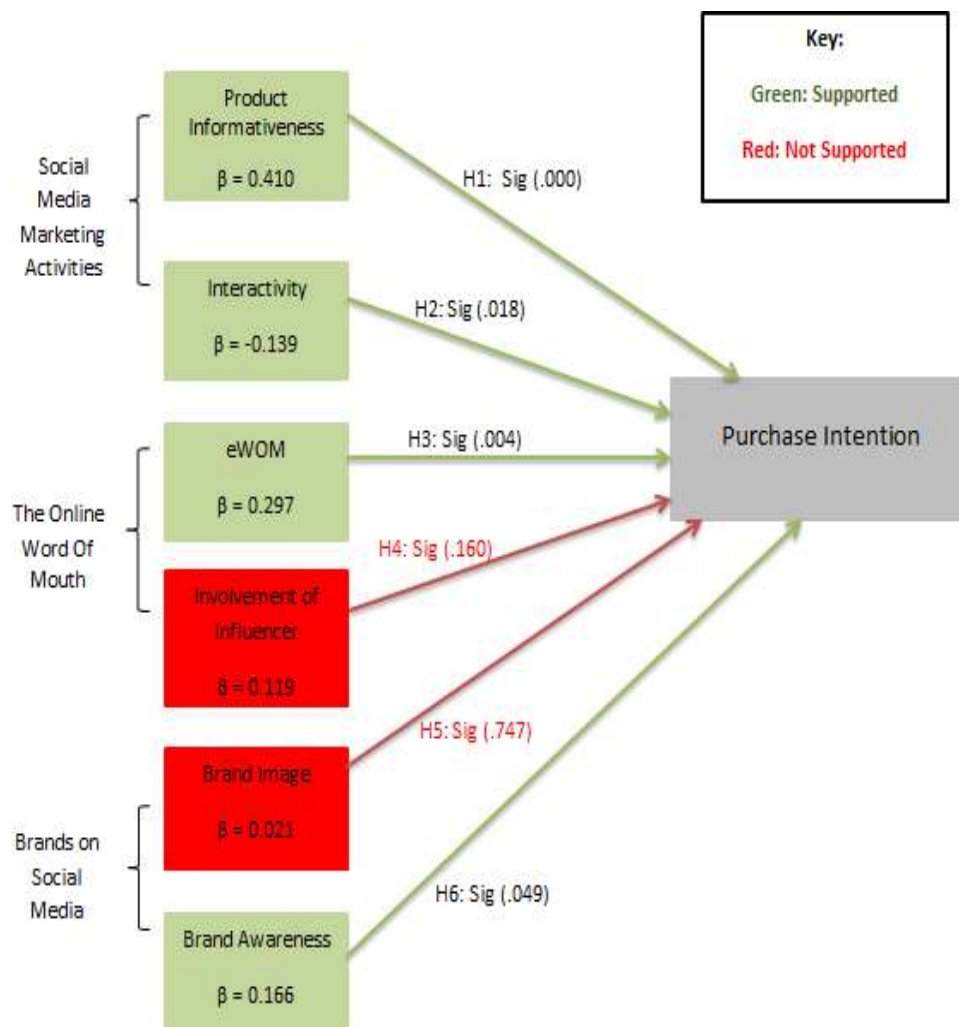 Key:
Green: Supported
Red: Not Supported
Social
Media
Marketing
Activities
Product
Informativeness
β = 0.410
H1:  Sig (.000)
Interactivity
β = -0.139
H2: Sig (.018)
The Online
Word Of
Mouth
eWOM
β = 0.297
H3: Sig (.004)
Involvement of
Influencer
β = 0.119
H4: Sig (.160)
Purchase Intention
Brands on
Social
Media
Brand Image
β = 0.021
H5: Sig (.747)
Brand Awareness
β = 0.166
H6: Sig (.049)